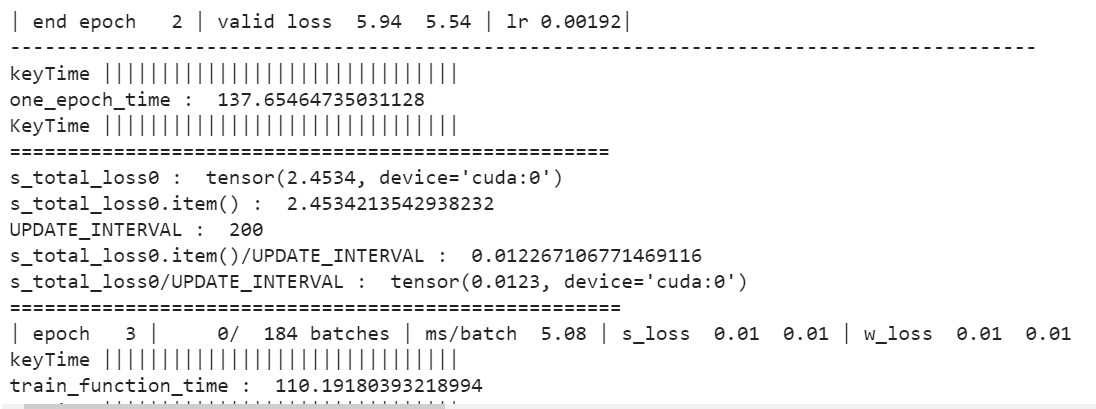 | end epoch   2 | valid loss  5.94  5.54 | lr 0.00192|
-----------------------------------------------------------------------------------------
keyTime |||||||||||||||||||||||||||||||
one_epoch_time :  137.65464735031128
KeyTime |||||||||||||||||||||||||||||||
====================================================
s_total_loss0 :  tensor(2.4534, device='cuda:0')
s_total_loss0.item() :  2.4534213542938232
UPDATE_INTERVAL :  200
s_total_loss0.item()/UPDATE_INTERVAL :  0.012267106771469116
s_total_loss0/UPDATE_INTERVAL :  tensor(0.0123, device='cuda:0')
=====================================================
| epoch   3 |     0/  184 batches | ms/batch  5.08 | s_loss  0.01  0.01 | w_loss  0.01  0.01
keyTime |||||||||||||||||||||||||||||||
train_function_time :  110.19180393218994